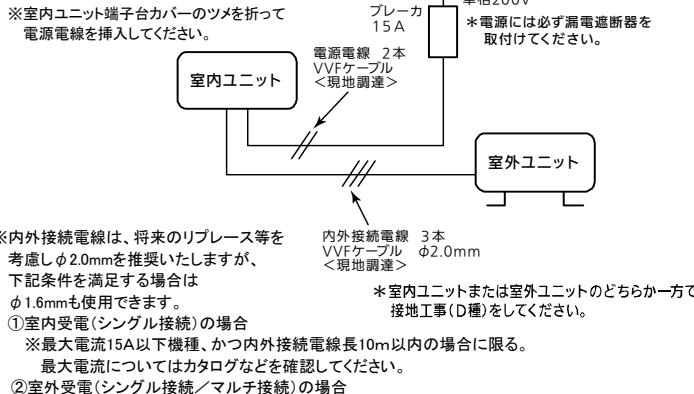 ※室内ユニット端子台カバーのツメを折って
電源電線を挿入してください。
ブレーカ
15A
単相200V
＊電源には必ず漏電遮断器を
取付けてください。
電源電線 2本
VVFケーブル
＜現地調達＞
室内ユニット
室外ユニット
※内外接続電線は、将来のリプレース等を
考慮しφ2.0mmを推奨いたしますが、
下記条件を満足する場合は
φ1.6mmも使用できます。
内外接続電線 3本
VVFケーブル φ2.0mm
＜現地調達＞
＊室内ユニットまたは室外ユニットのどちらか一方で
接地工事(D種)をしてください。
①室内受電(シングル接続)の場合
※最大電流15A以下機種、かつ内外接続電線長10m以内の場合に限る。
最大電流についてはカタログなどを確認してください。
②室外受電(シングル接続／マルチ接続)の場合